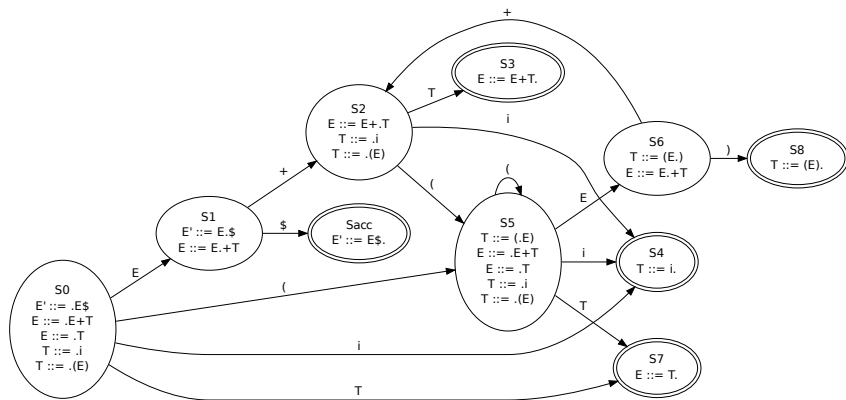 +
S3
E ::= E+T.
T
S2
E ::= E+.T
T ::= .i
T ::= .(E)
i
S6
T ::= (E.)
E ::= E.+T
)
S8
T ::= (E).
+
(
(
S1
E' ::= E.$
E ::= E.+T
$
Sacc
E' ::= E$.
S5
T ::= (.E)
E ::= .E+T
E ::= .T
T ::= .i
T ::= .(E)
E
i
S4
T ::= i.
E
S0
E' ::= .E$
E ::= .E+T
E ::= .T
T ::= .i
T ::= .(E)
(
T
i
S7
E ::= T.
T